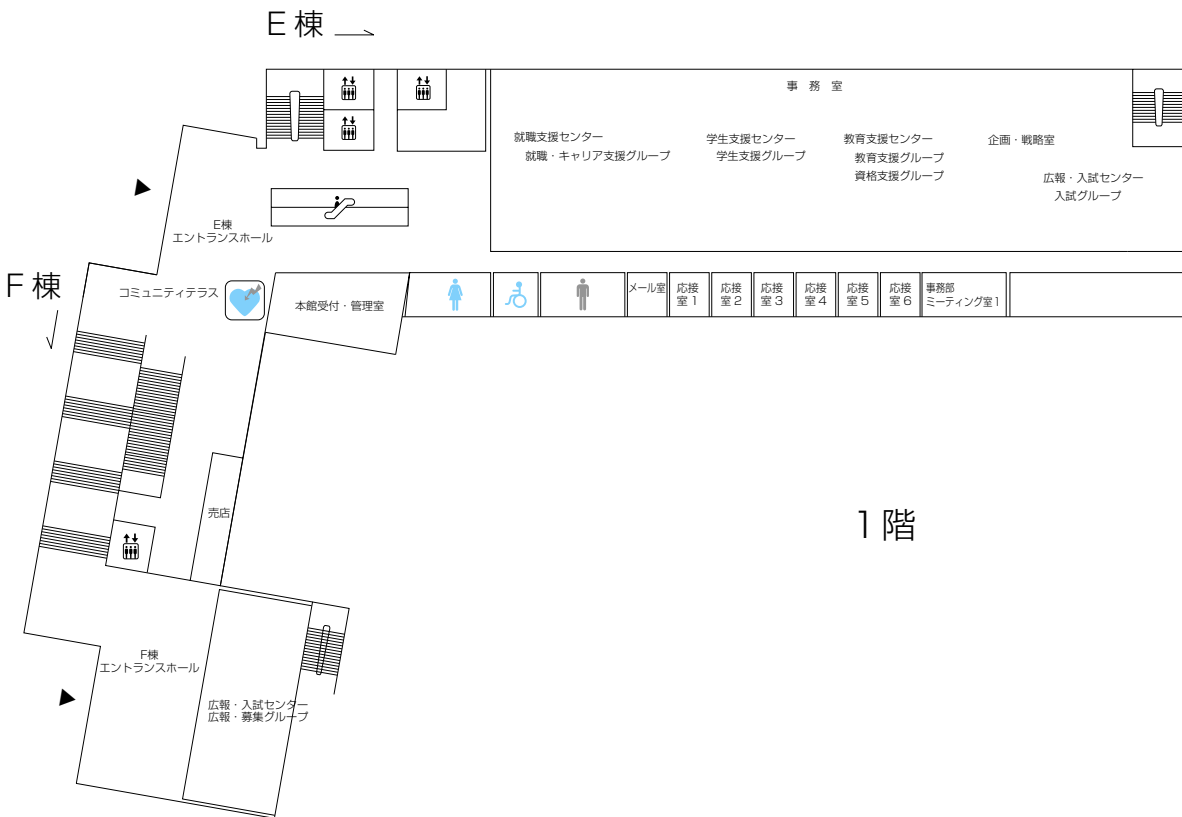 E棟
事務室
就職支援センター
就職・キャリア支援グループ
学生支援センター
学生支援グループ
教育支援センター
教育支援グループ
資格支援グループ
企画・戦略室
広報・入試センター
入試グループ
E棟
エントランスホール
F棟
コミュニティテラス
本館受付・管理室
メール室
応接
室1
応接
室2
応接
室3
応接
室4
応接
室5
応接
室6
事務部
ミーティング室1
売店
1階
F棟
エントランスホール
広報・入試センター
広報・募集グループ